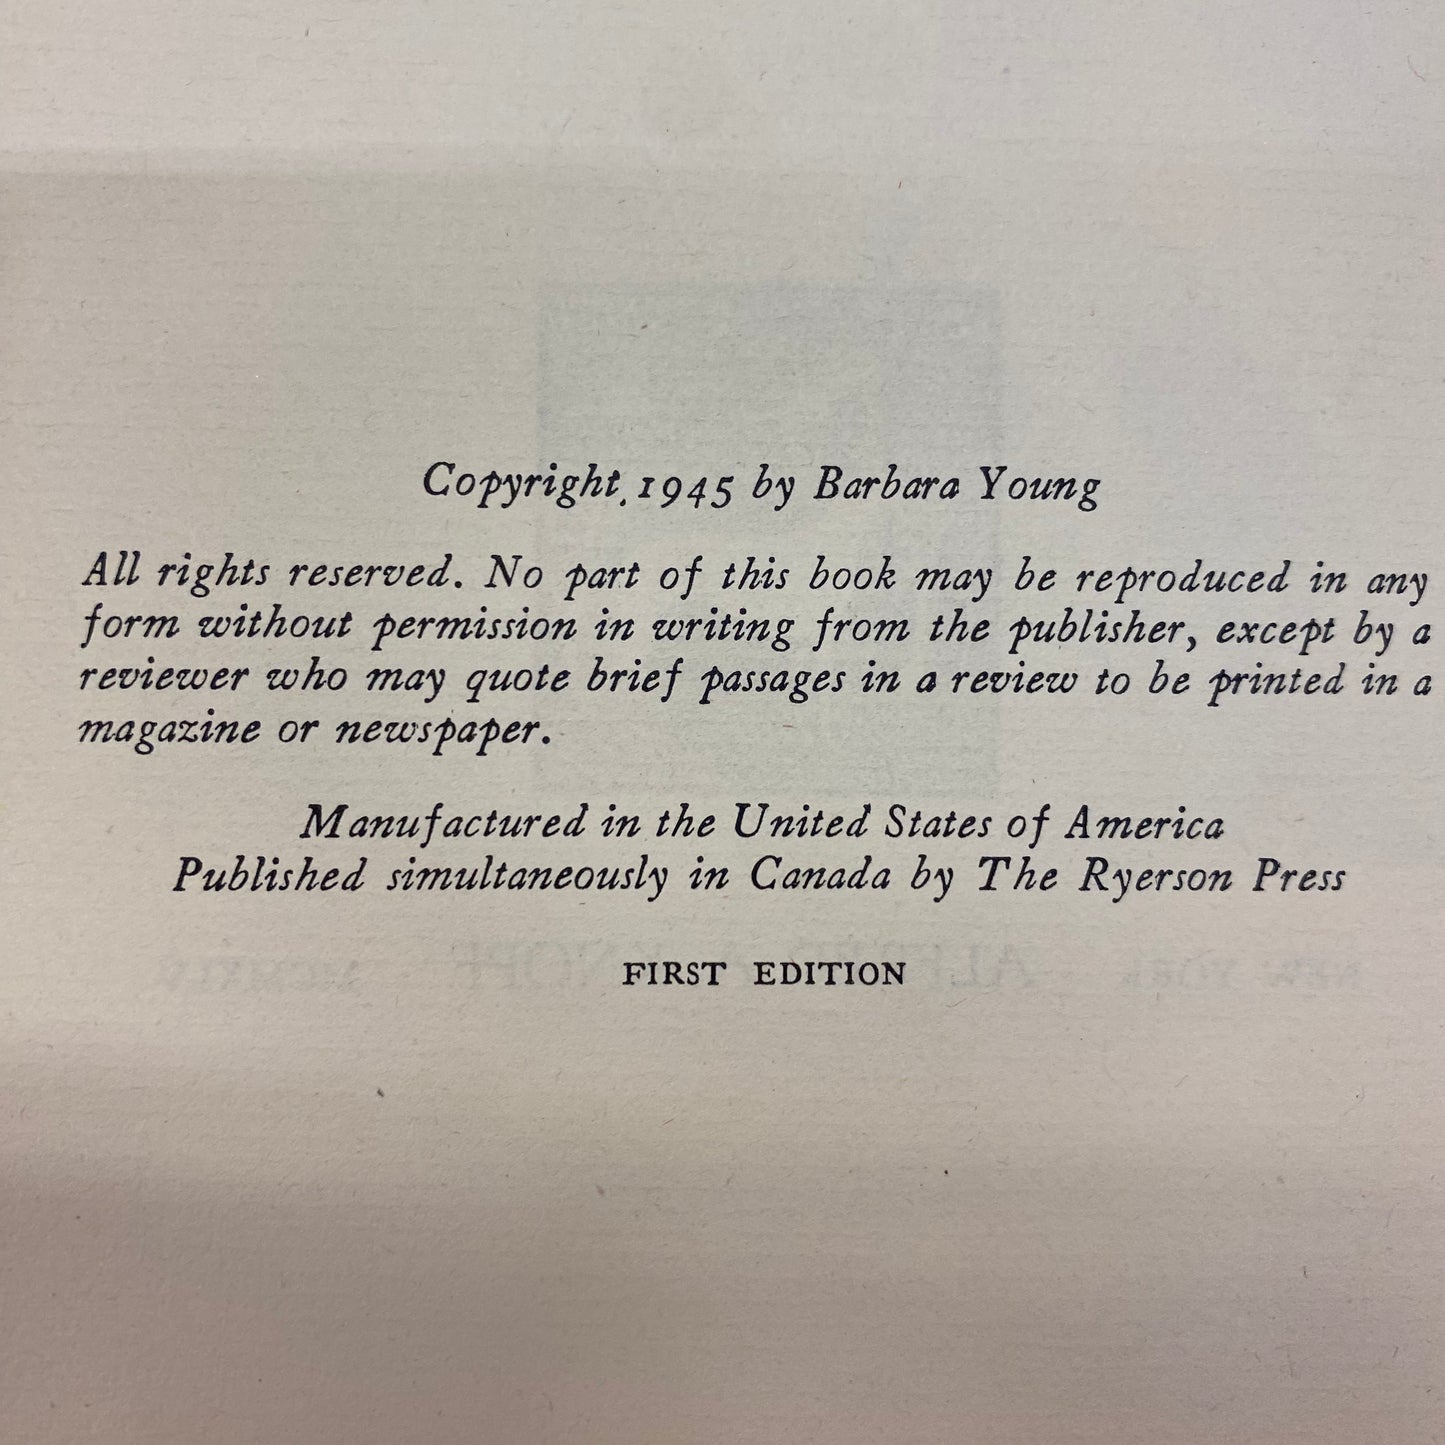 Copyright 1945 by Barbara Young
All rights reserved. No part of this book may be reproduced in any
form without permission in writing from the publisher, except by a
reviewer who may quote brief passages in a review to be printed in a
magazine or newspaper.
Manufactured in the United States of America
Published simultaneously in Canada by The Ryerson Press
FIRST EDITION